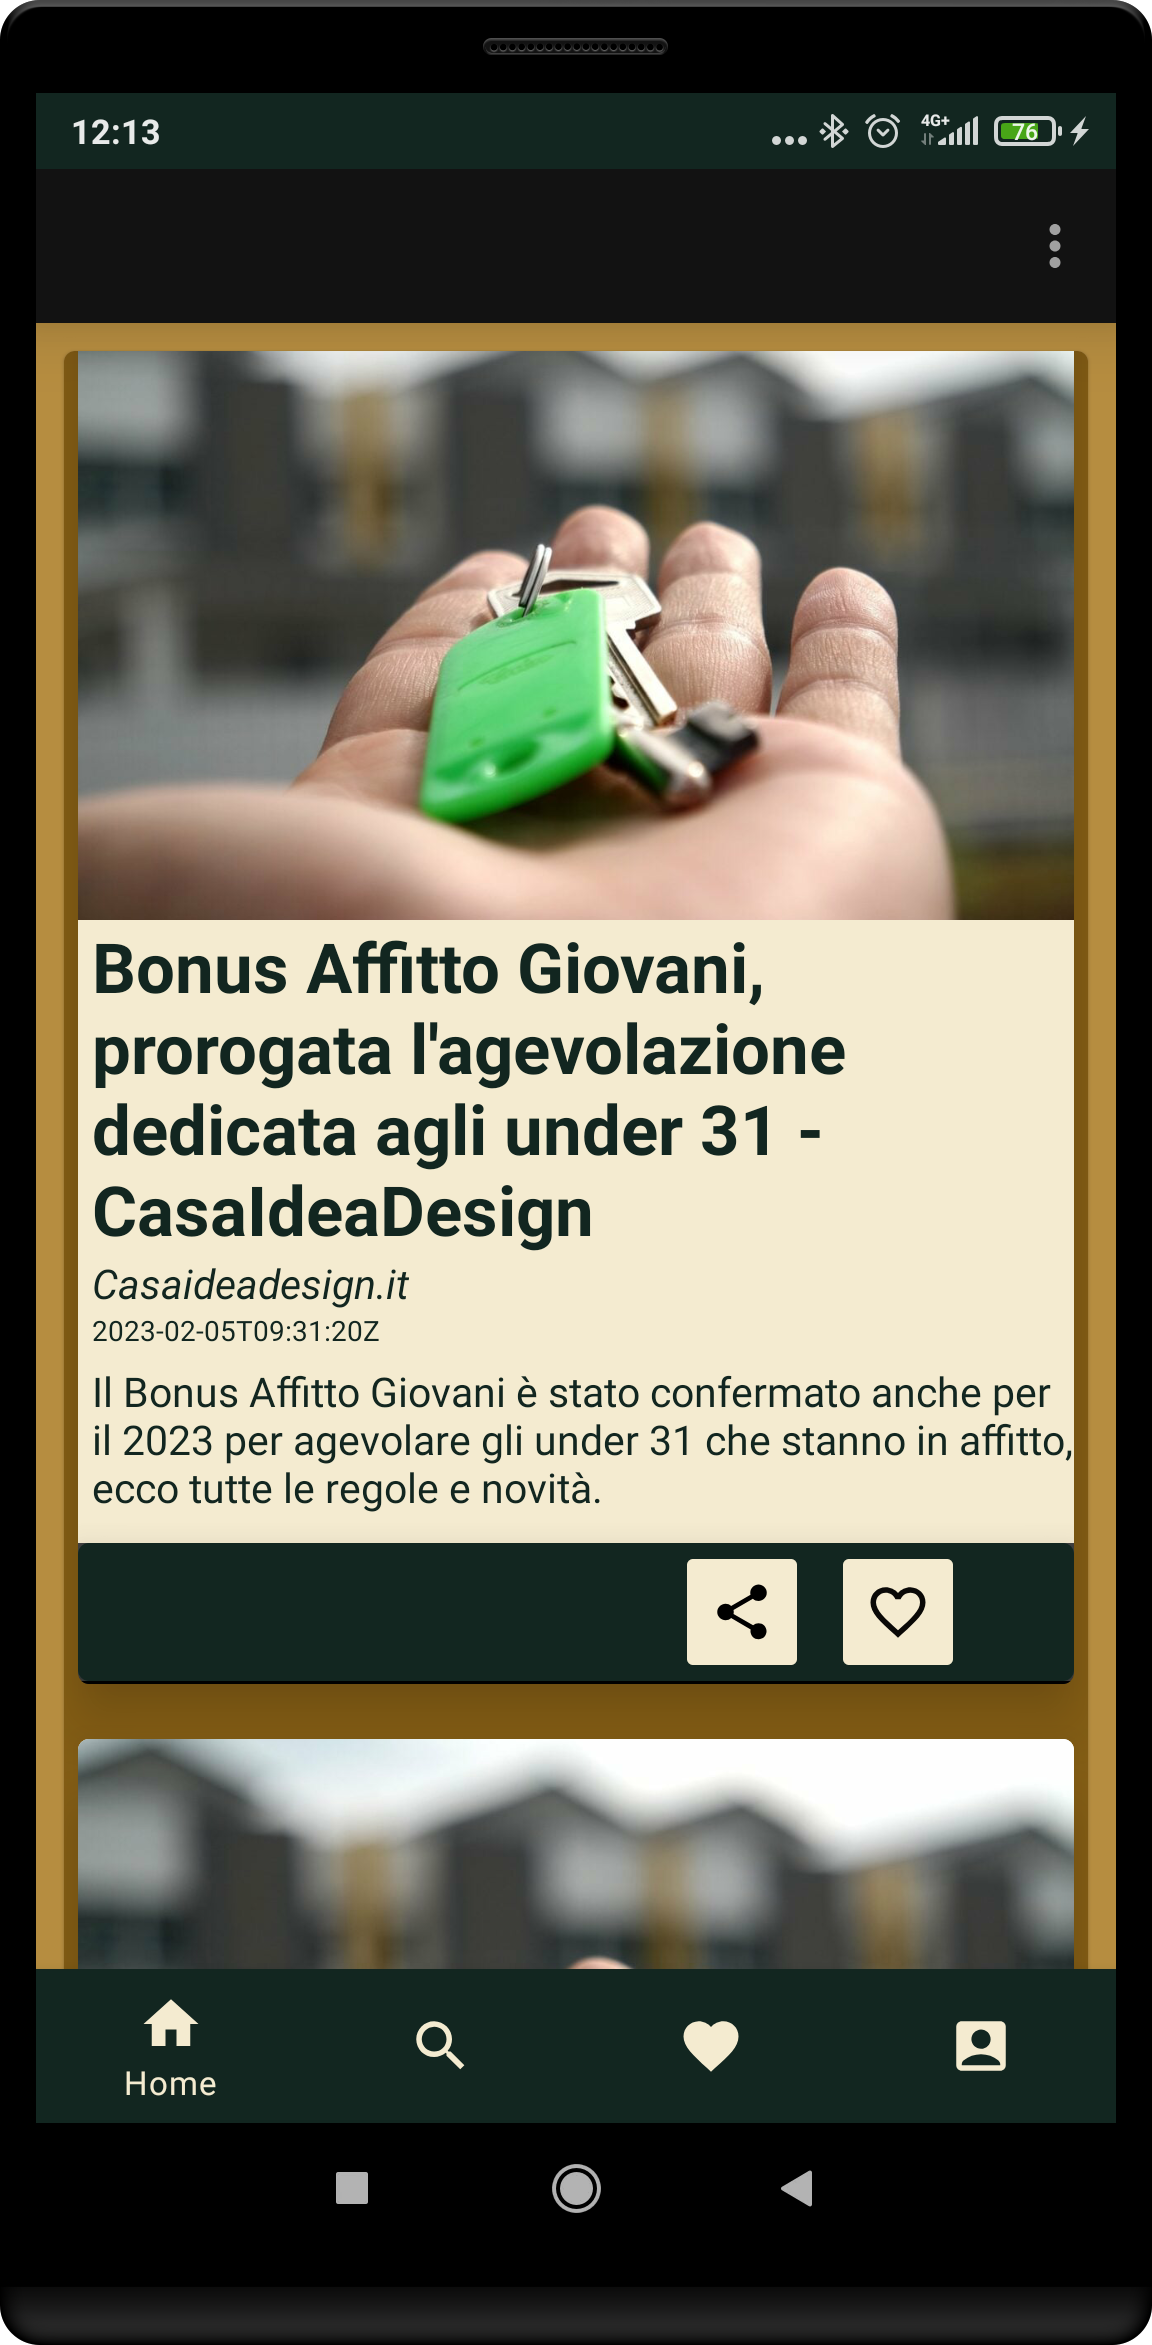 12:13
4G+
76
Bonus Affitto Giovani,
prorogata l'agevolazione
dedicata agli under 31 -
CasaIdeaDesign
Casaideadesign.it
2023-02-05T09:31:20Z
Il Bonus Affitto Giovani è stato confermato anche per
il 2023 per agevolare gli under 31 che stanno in affitto,
ecco tutte le regole e novità.
Home